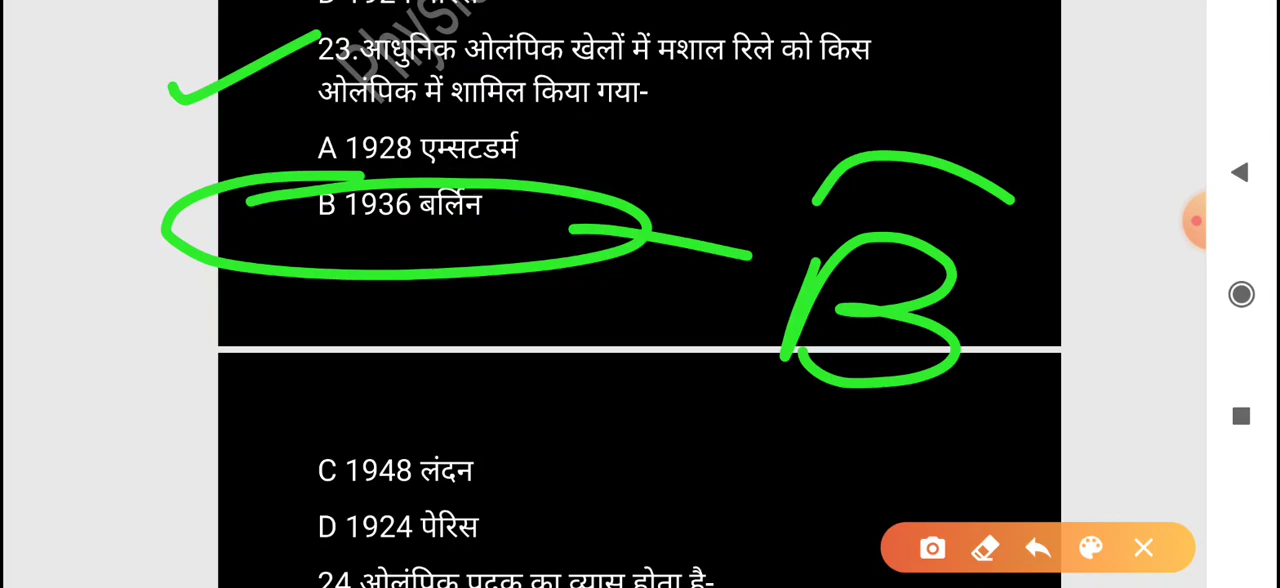 23.आधुनिक ओलंपिक खेलों में मशाल रिले को किस
ओलंपिक में शामिल किया गया-
A 1928 एम्सटडर्म
B 1936 बर्लिन
B
C 1948 लंदन
D 1924 पेरिस
24 ओलंपिक पदक का व्यास होता है-